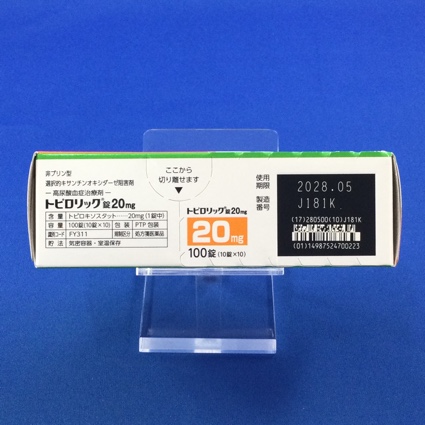 非プリン型
選択的キサンチンオキシダーゼ阻害剤
―高尿酸血症治療剤―
トピロリック®錠20mg
含 量 トピロキソスタット……20mg(1錠中)
容 量 100錠(10錠×10) 包 装 PTP包装
識別コード FY311 規制区分 処方箋医薬品
貯 法 気密容器・室温保存
ここから
切り離せます
トピロリック®錠20mg
20mg
100錠(10錠×10)
使用
期限
2028.05
製造
番号
J181K
(17)280500(10)J181K
(01)14987524700223